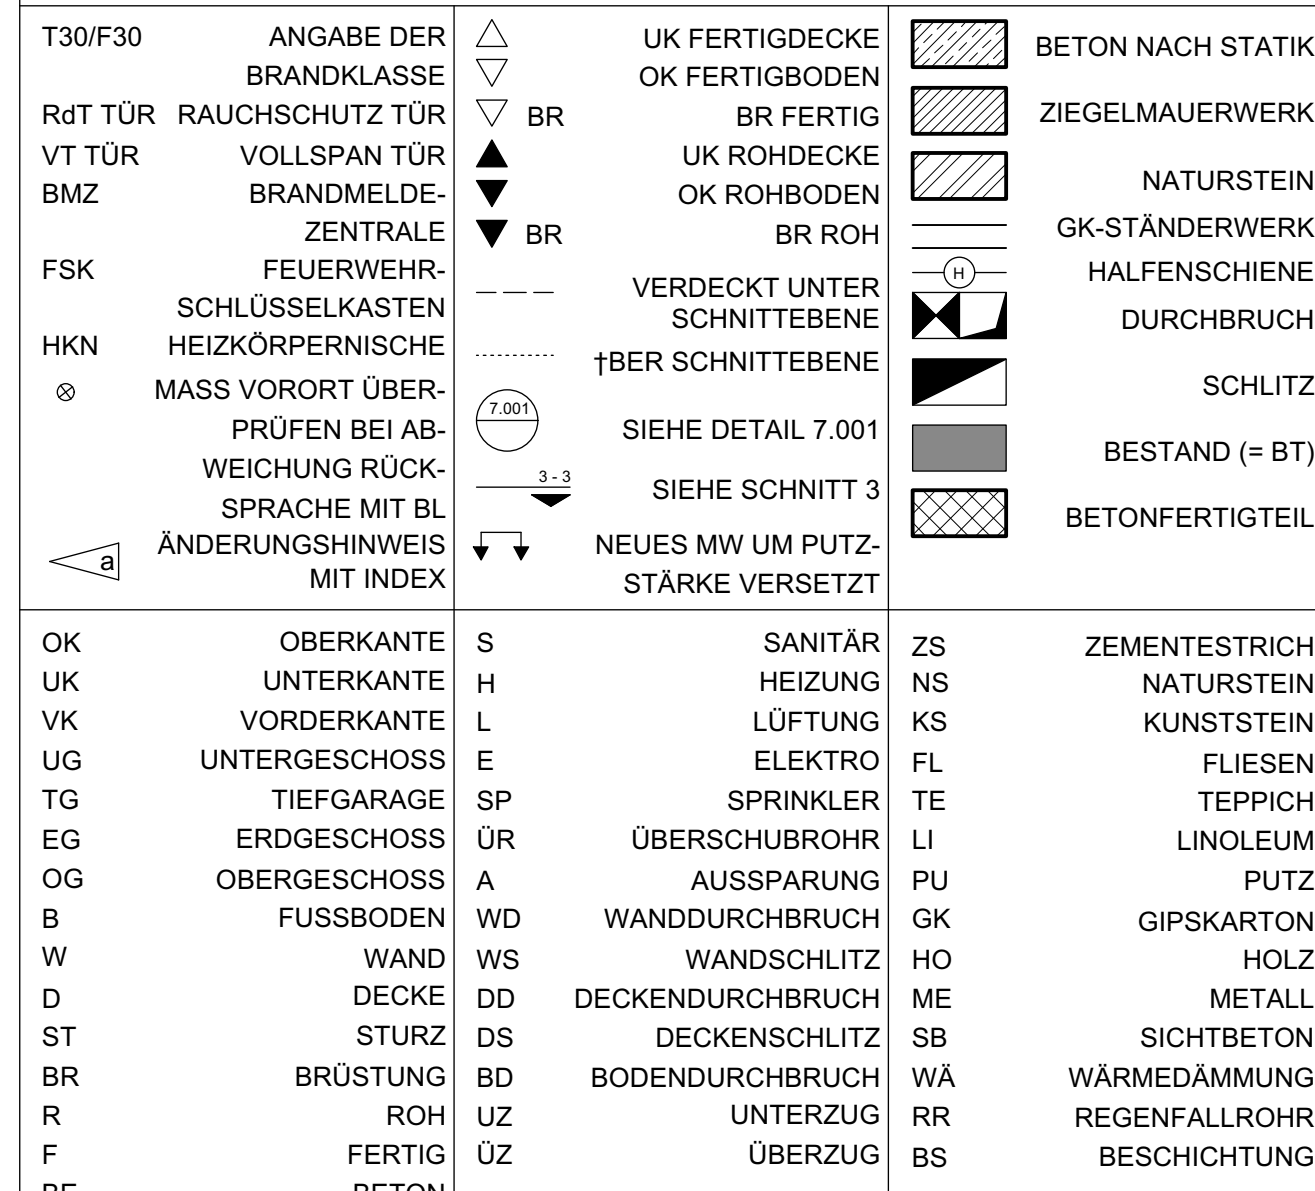 T30/F30 ANGABE DER
BRANDKLASSE
RdT TÜR RAUCHSCHUTZ TÜR
VT TÜR VOLLSPAN TÜR
BMZ BRANDMELDE-
ZENTRALE
FSK FEUERWEHR-
SCHLÜSSELKASTEN
HKN HEIZKÖRPERNISCHE
MASS VORORT ÜBER-
PRÜFEN BEI AB-
WEICHUNG RÜCK-
SPRACHE MIT BL
ÄNDERUNGSHINWEIS
a MIT INDEX
UK FERTIGDECKE
OK FERTIGBODEN
BR BR FERTIG
UK ROHDECKE
OK ROHBODEN
BR BR ROH
VERDECKT UNTER
SCHNITTEBENE
†BER SCHNITTEBENE
7.001 SIEHE DETAIL 7.001
3 - 3 SIEHE SCHNITT 3
NEUES MW UM PUTZ-
STÄRKE VERSETZT
BETON NACH STATIK
ZIEGELMAUERWERK
NATURSTEIN
GK-STÄNDERWERK
H HALFENSCHIENE
DURCHBRUCH
SCHLITZ
BESTAND (= BT)
BETONFERTIGTEIL
OK OBERKANTE
UK UNTERKANTE
VK VORDERKANTE
UG UNTERGESCHOSS
TG TIEFGARAGE
EG ERDGESCHOSS
OG OBERGESCHOSS
B FUSSBODEN
W WAND
D DECKE
ST STURZ
BR BRÜSTUNG
R ROH
F FERTIG
BE BETON
S SANITÄR
H HEIZUNG
L LÜFTUNG
E ELEKTRO
SP SPRINKLER
ÜR ÜBERSCHUBROHR
A AUSSPARUNG
WD WANDDURCHBRUCH
WS WANDSCHLITZ
DD DECKENDURCHBRUCH
DS DECKENSCHLITZ
BD BODENDURCHBRUCH
UZ UNTERZUG
ÜZ ÜBERZUG
ZS ZEMENTESTRICH
NS NATURSTEIN
KS KUNSTSTEIN
FL FLIESEN
TE TEPPICH
LI LINOLEUM
PU PUTZ
GK GIPSKARTON
HO HOLZ
ME METALL
SB SICHTBETON
WÄ WÄRMEDÄMMUNG
RR REGENFALLROHR
BS BESCHICHTUNG